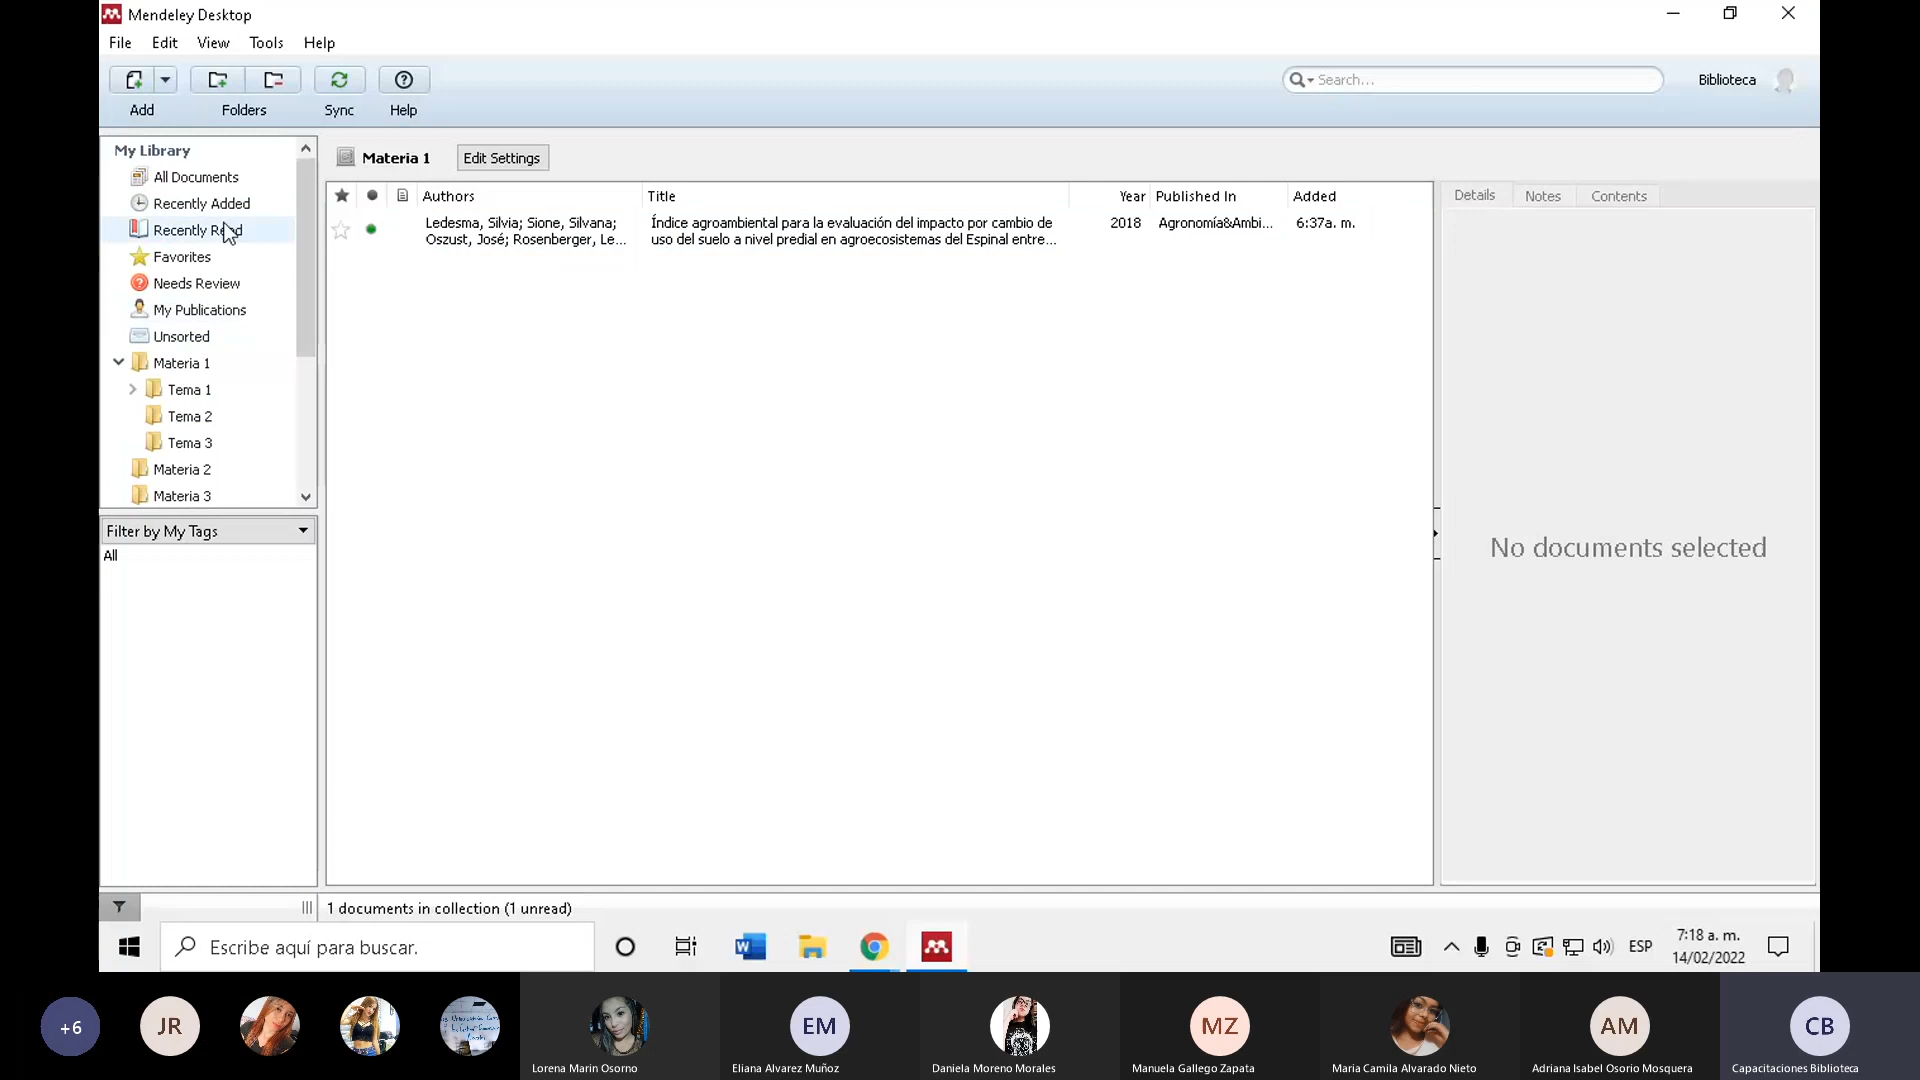 Mendeley Desktop
File Edit View Tools Help
Add Folders Sync Help
Search...
Biblioteca
My Library
All Documents
Recently Added
Recently Read
Favorites
Needs Review
My Publications
Unsorted
Materia 1
Tema 1
Tema 2
Tema 3
Materia 2
Materia 3
Filter by My Tags
All
Materia 1 Edit Settings
Authors Title Year Published In Added
Ledesma, Silvia; Sione, Silvana; Índice agroambiental para la evaluación del impacto por cambio de 2018 Agronomía&Ambi... 6:37a. m.
Oszust, José; Rosenberger, Le... uso del suelo a nivel predial en agroecosistemas del Espinal entre...
Details Notes Contents
No documents selected
1 documents in collection (1 unread)
Escribe aquí para buscar.
ESP
7:18 a. m.
14/02/2022
+6
JR
EM
MZ
AM
CB
Lorena Marin Osorno
Eliana Alvarez Muñoz
Daniela Moreno Morales
Manuela Gallego Zapata
Maria Camila Alvarado Nieto
Adriana Isabel Osorio Mosquera
Capacitaciones Biblioteca